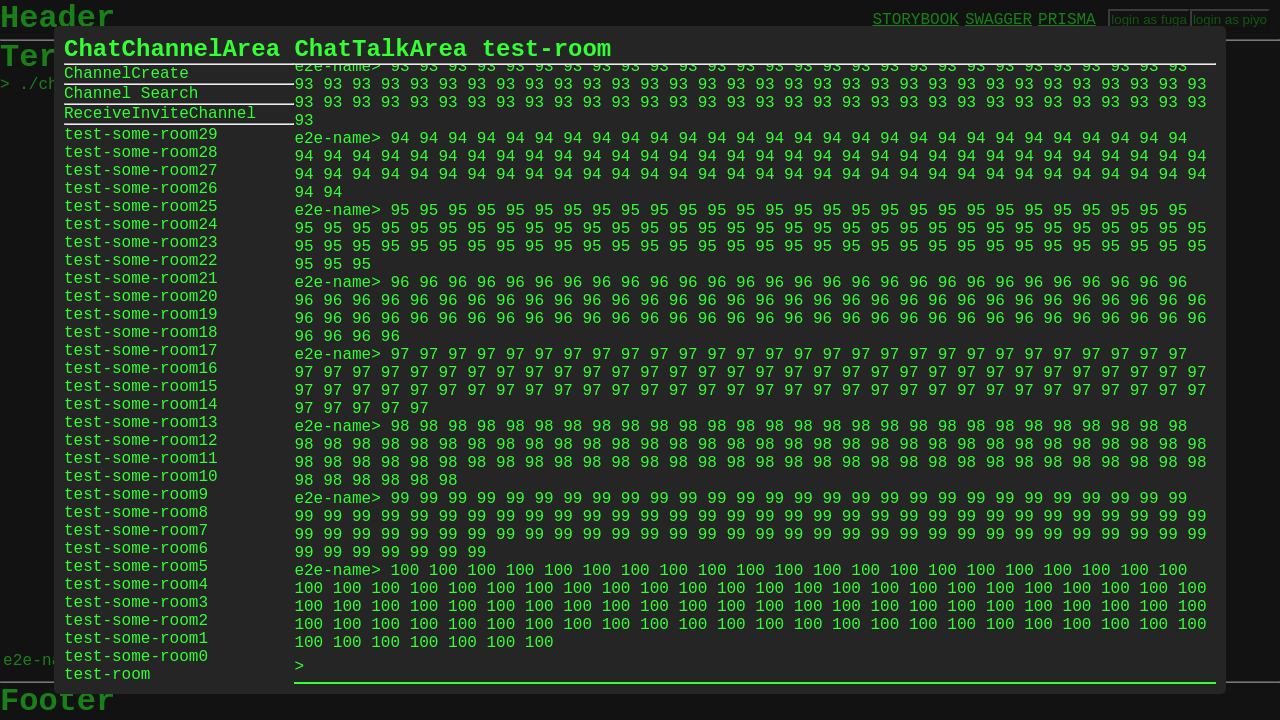 Header
STORYBOOK SWAGGER PRISMA login as fuga login as piyo
Ter
> ./ch
ChatChannelArea
ChannelCreate
Channel Search
ReceiveInviteChannel
test-some-room29
test-some-room28
test-some-room27
test-some-room26
test-some-room25
test-some-room24
test-some-room23
test-some-room22
test-some-room21
test-some-room20
test-some-room19
test-some-room18
test-some-room17
test-some-room16
test-some-room15
test-some-room14
test-some-room13
test-some-room12
test-some-room11
test-some-room10
test-some-room9
test-some-room8
test-some-room7
test-some-room6
test-some-room5
test-some-room4
test-some-room3
test-some-room2
test-some-room1
test-some-room0
test-room
ChatTalkArea test-room
e2e-name> 93 93 93 93 93 93 93 93 93 93 93 93 93 93 93 93 93 93 93 93 93 93 93 93 93 93 93 93
93 93 93 93 93 93 93 93 93 93 93 93 93 93 93 93 93 93 93 93 93 93 93 93 93 93 93 93 93 93 93 93
93 93 93 93 93 93 93 93 93 93 93 93 93 93 93 93 93 93 93 93 93 93 93 93 93 93 93 93 93 93 93 93
93
e2e-name> 94 94 94 94 94 94 94 94 94 94 94 94 94 94 94 94 94 94 94 94 94 94 94 94 94 94 94 94
94 94 94 94 94 94 94 94 94 94 94 94 94 94 94 94 94 94 94 94 94 94 94 94 94 94 94 94 94 94 94 94
94 94 94 94 94 94 94 94 94 94 94 94 94 94 94 94 94 94 94 94 94 94 94 94 94 94 94 94 94 94 94 94
94 94
e2e-name> 95 95 95 95 95 95 95 95 95 95 95 95 95 95 95 95 95 95 95 95 95 95 95 95 95 95 95 95
95 95 95 95 95 95 95 95 95 95 95 95 95 95 95 95 95 95 95 95 95 95 95 95 95 95 95 95 95 95 95 95
95 95 95 95 95 95 95 95 95 95 95 95 95 95 95 95 95 95 95 95 95 95 95 95 95 95 95 95 95 95 95 95
95 95 95
e2e-name> 96 96 96 96 96 96 96 96 96 96 96 96 96 96 96 96 96 96 96 96 96 96 96 96 96 96 96 96
96 96 96 96 96 96 96 96 96 96 96 96 96 96 96 96 96 96 96 96 96 96 96 96 96 96 96 96 96 96 96 96
96 96 96 96 96 96 96 96 96 96 96 96 96 96 96 96 96 96 96 96 96 96 96 96 96 96 96 96 96 96 96 96
96 96 96 96
e2e-name> 97 97 97 97 97 97 97 97 97 97 97 97 97 97 97 97 97 97 97 97 97 97 97 97 97 97 97 97
97 97 97 97 97 97 97 97 97 97 97 97 97 97 97 97 97 97 97 97 97 97 97 97 97 97 97 97 97 97 97 97
97 97 97 97 97 97 97 97 97 97 97 97 97 97 97 97 97 97 97 97 97 97 97 97 97 97 97 97 97 97 97 97
97 97 97 97 97
e2e-name> 98 98 98 98 98 98 98 98 98 98 98 98 98 98 98 98 98 98 98 98 98 98 98 98 98 98 98 98
98 98 98 98 98 98 98 98 98 98 98 98 98 98 98 98 98 98 98 98 98 98 98 98 98 98 98 98 98 98 98 98
98 98 98 98 98 98 98 98 98 98 98 98 98 98 98 98 98 98 98 98 98 98 98 98 98 98 98 98 98 98 98 98
98 98 98 98 98 98
e2e-name> 99 99 99 99 99 99 99 99 99 99 99 99 99 99 99 99 99 99 99 99 99 99 99 99 99 99 99 99
99 99 99 99 99 99 99 99 99 99 99 99 99 99 99 99 99 99 99 99 99 99 99 99 99 99 99 99 99 99 99 99
99 99 99 99 99 99 99 99 99 99 99 99 99 99 99 99 99 99 99 99 99 99 99 99 99 99 99 99 99 99 99 99
99 99 99 99 99 99 99
e2e-name> 100 100 100 100 100 100 100 100 100 100 100 100 100 100 100 100 100 100 100 100 100
100 100 100 100 100 100 100 100 100 100 100 100 100 100 100 100 100 100 100 100 100 100 100 100
100 100 100 100 100 100 100 100 100 100 100 100 100 100 100 100 100 100 100 100 100 100 100 100
100 100 100 100 100 100 100 100 100 100 100 100 100 100 100 100 100 100 100 100 100 100 100 100
100 100 100 100 100 100 100
>
e2e-na
Footer